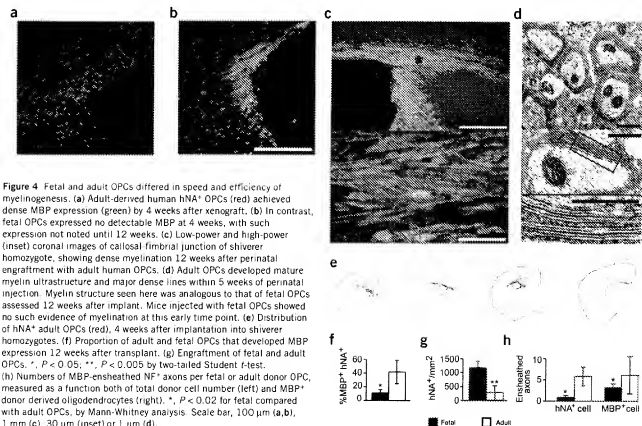 a
b
c
d
Figure 4 Fetal and adult OPCs differed in speed and efficiency of
myelinogenesis. (a) Adult-derived human hNA⁺ OPCs (red) achieved
dense MBP expression (green) by 4 weeks after xenograft. (b) In contrast,
fetal OPCs expressed no detectable MBP at 4 weeks, with such
expression not noted until 12 weeks. (c) Low-power and high-power
(inset) coronal images of callosal-fimbrial junction of shiverer
homozygote, showing dense myelination 12 weeks after perinatal
engraftment with adult human OPCs. (d) Adult OPCs developed mature
myelin ultrastructure and major dense lines within 5 weeks of perinatal
injection. Myelin structure seen here was analogous to that of fetal OPCs
assessed 12 weeks after implant. Mice injected with fetal OPCs showed
no such evidence of myelination at this early time point. (e) Distribution
of hNA⁺ adult OPCs (red), 4 weeks after implantation into shiverer
homozygotes. (f) Proportion of adult and fetal OPCs that developed MBP
expression 12 weeks after transplant. (g) Engraftment of fetal and adult
OPCs. *, P < 0.05; **, P < 0.005 by two-tailed Student t-test.
(h) Numbers of MBP-ensheathed NF⁺ axons per fetal or adult donor OPC,
measured as a function both of total donor cell number (left) and MBP⁺
donor derived oligodendrocytes (right). *, P < 0.02 for fetal compared
with adult OPCs, by Mann-Whitney analysis. Scale bar, 100 μm (a,b),
1 mm (c), 30 μm (inset) or 1 μm (d).
e
f
g
h
%MBP⁺ hNA⁺
60
40
20
0
*
hNA⁺/mm2
1500
1000
500
0
**
Ensheathed
axons
10
5
0
*
*
hNA⁺ cell
MBP⁺cell
Fetal
Adult